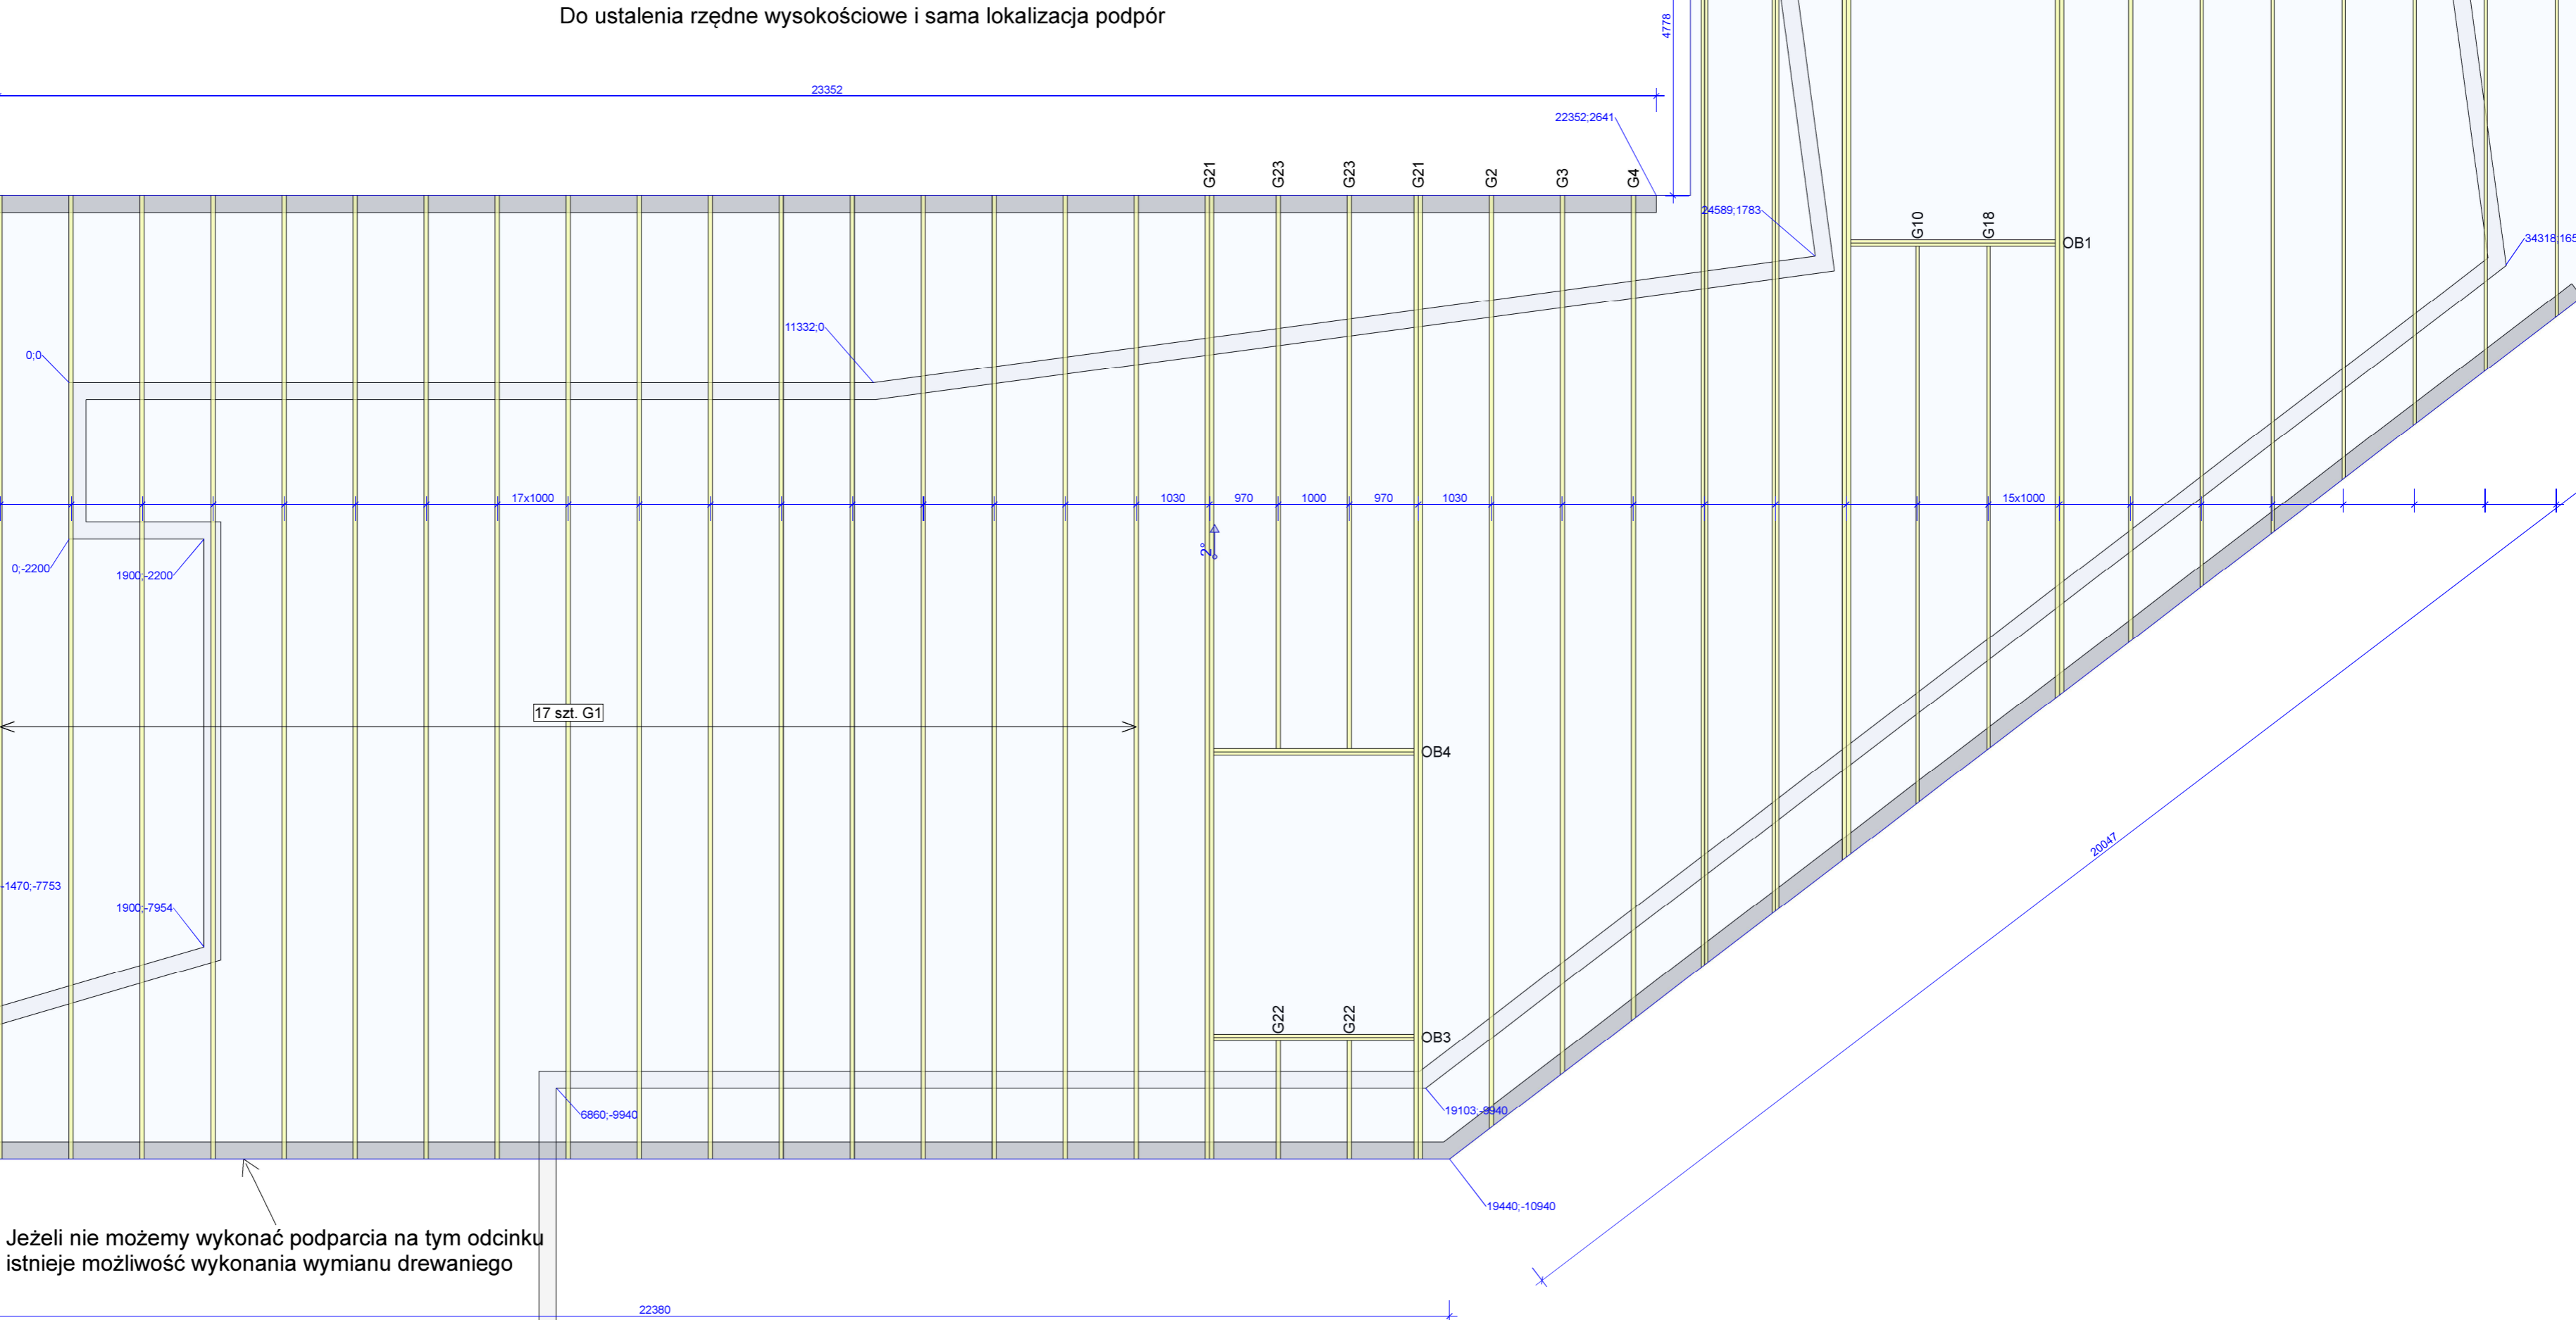 Do ustalenia rzędne wysokościowe i sama lokalizacja podpór
4778
23352
22352;2641
G21
G23
G23
G21
G2
G3
G4
24589;1783
G10
G18
OB1
11332;0
0;0
17x1000
1030
970
1000
970
1030
15x1000
2°
0;-2200
1900;-2200
17 szt. G1
OB4
20047
-1470;-7753
1900;-7954
G22
G22
OB3
6860;-9940
19103;-9940
19440;-10940
Jeżeli nie możemy wykonać podparcia na tym odcinku
istnieje możliwość wykonania wymianu drewaniego
22380